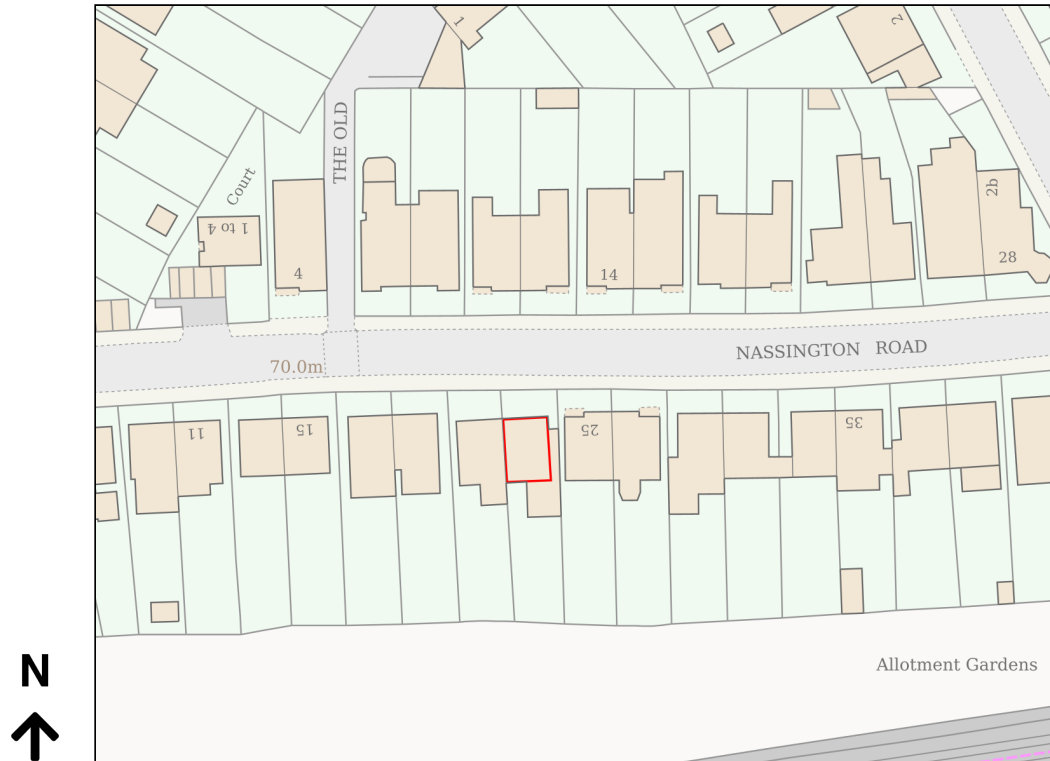 1
2
THE OLD
Court
1 to 4
4
14
2b
28
NASSINGTON ROAD
70.0m
11
15
25
35
Allotment Gardens
N